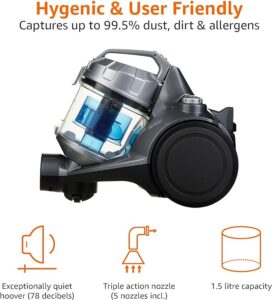 Hygenic & User Friendly
Captures up to 99.5% dust, dirt & allergens
Exceptionally quiet
hoover (78 decibels)
Triple action nozzle
(5 nozzles incl.)
1.5 litre capacity